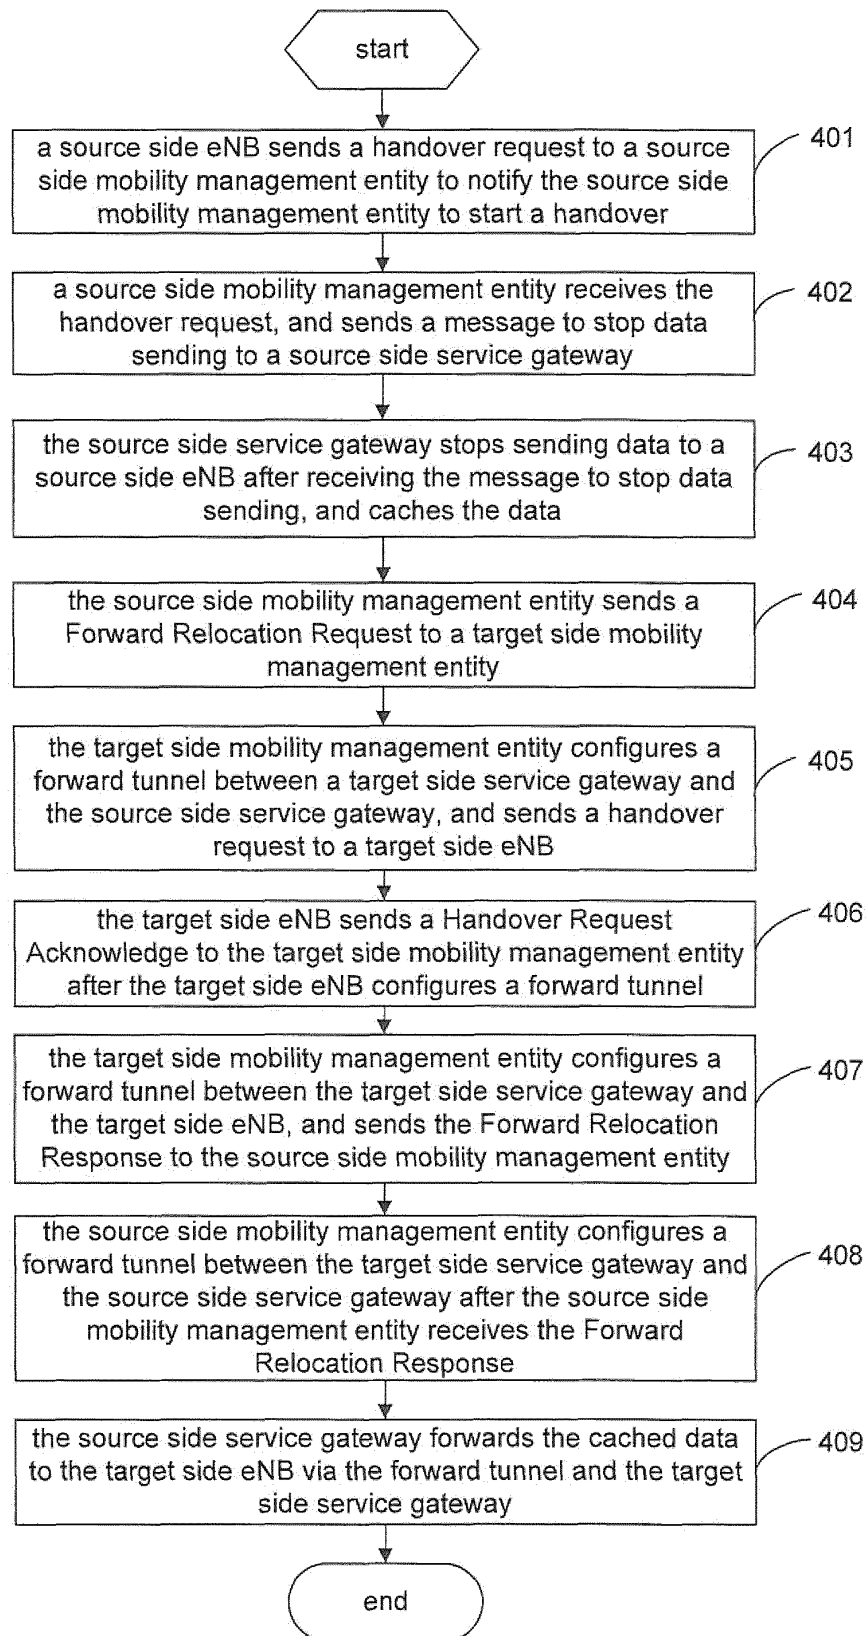 start
a source side eNB sends a handover request to a source
side mobility management entity to notify the source side
mobility management entity to start a handover
401
a source side mobility management entity receives the
handover request, and sends a message to stop data
sending to a source side service gateway
402
the source side service gateway stops sending data to a
source side eNB after receiving the message to stop data
sending, and caches the data
403
the source side mobility management entity sends a
Forward Relocation Request to a target side mobility
management entity
404
the target side mobility management entity configures a
forward tunnel between a target side service gateway and
the source side service gateway, and sends a handover
request to a target side eNB
405
the target side eNB sends a Handover Request
Acknowledge to the target side mobility management entity
after the target side eNB configures a forward tunnel
406
the target side mobility management entity configures a
forward tunnel between the target side service gateway and
the target side eNB, and sends the Forward Relocation
Response to the source side mobility management entity
407
the source side mobility management entity configures a
forward tunnel between the target side service gateway and
the source side service gateway after the source side
mobility management entity receives the Forward
Relocation Response
408
the source side service gateway forwards the cached data
to the target side eNB via the forward tunnel and the target
side service gateway
409
end